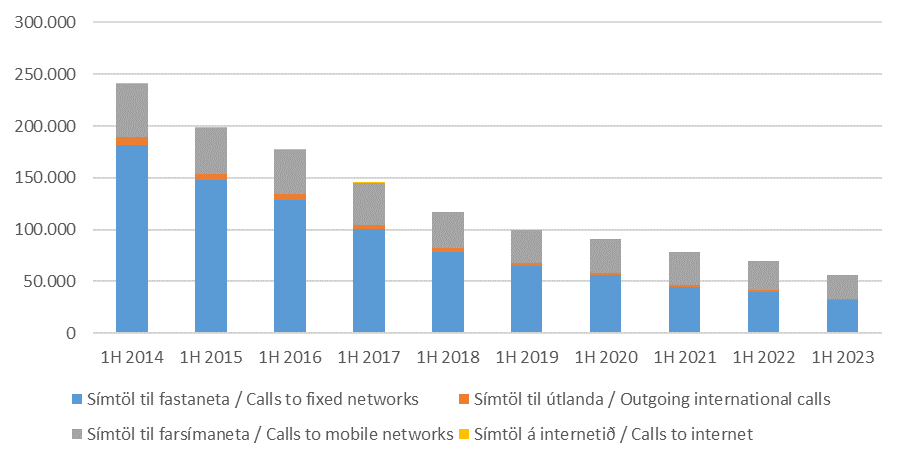 300.000
250.000
200.000
150.000
100.000
50.000
0
1H 2014 1H 2015 1H 2016 1H 2017 1H 2018 1H 2019 1H 2020 1H 2021 1H 2022 1H 2023
Símtöl til fastaneta / Calls to fixed networks Símtöl til útlanda / Outgoing international calls
Símtöl til farsímaneta / Calls to mobile networks Símtöl á internetið / Calls to internet